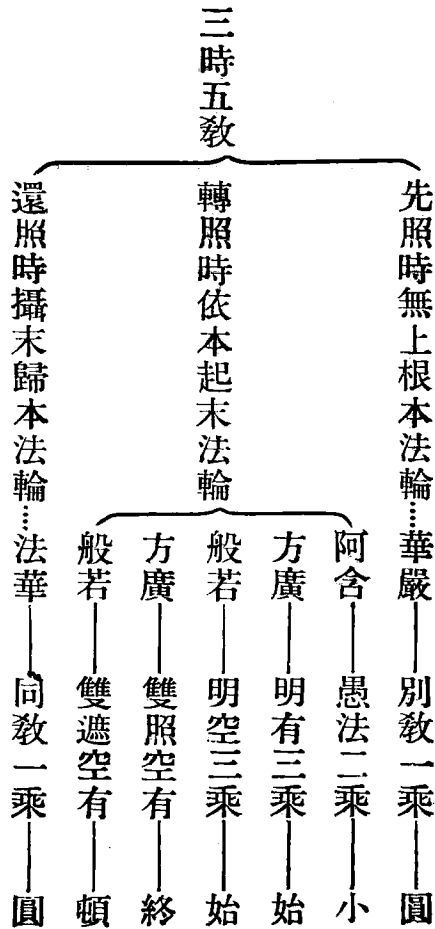 三時五敎
先照時無上根本法輪……華嚴——別敎一乘——圓
轉照時依本起末法輪
阿含——愚法二乘——小
方廣——明有三乘——始
般若——明空三乘——始
方廣——雙照空有——終
般若——雙遮空有——頓
還照時攝末歸本法輪……法華——同敎一乘——圓